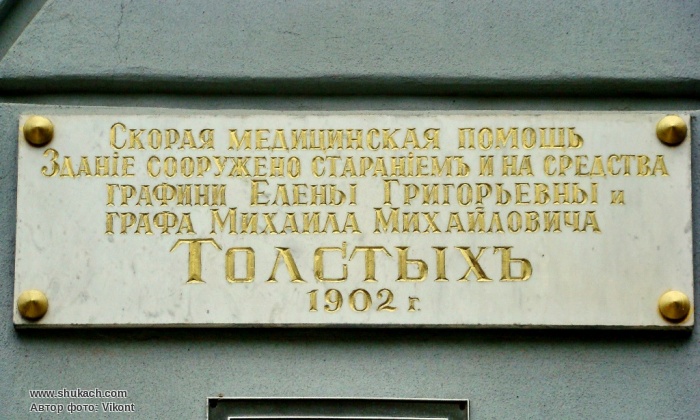 Скорая медицинская помощь
Зданіе сооружено стараніемъ и на средства
графини Елены Григорьевны и
графа Михаила Михайловича
Толстыхъ
1902 г.
www.shukach.com
Автор фото: Vikont